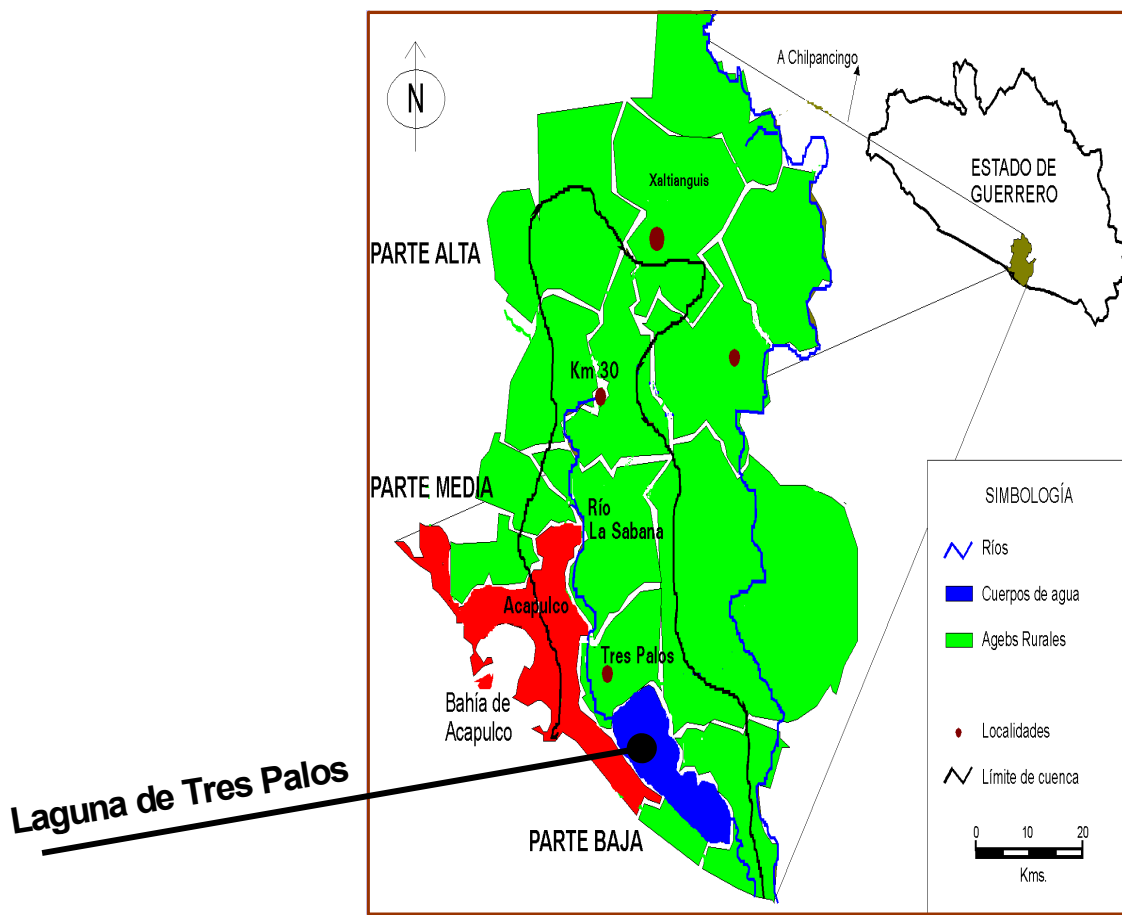 A Chilpancingo
N
ESTADO DE
GUERRERO
Xaltianguis
PARTE ALTA
Km 30
PARTE MEDIA
Río
La Sabana
SIMBOLOGÍA
Ríos
Cuerpos de agua
Agebs Rurales
Localidades
Límite de cuenca
0 10 20
Kms.
Acapulco
Tres Palos
Bahía de
Acapulco
Laguna de Tres Palos
PARTE BAJA